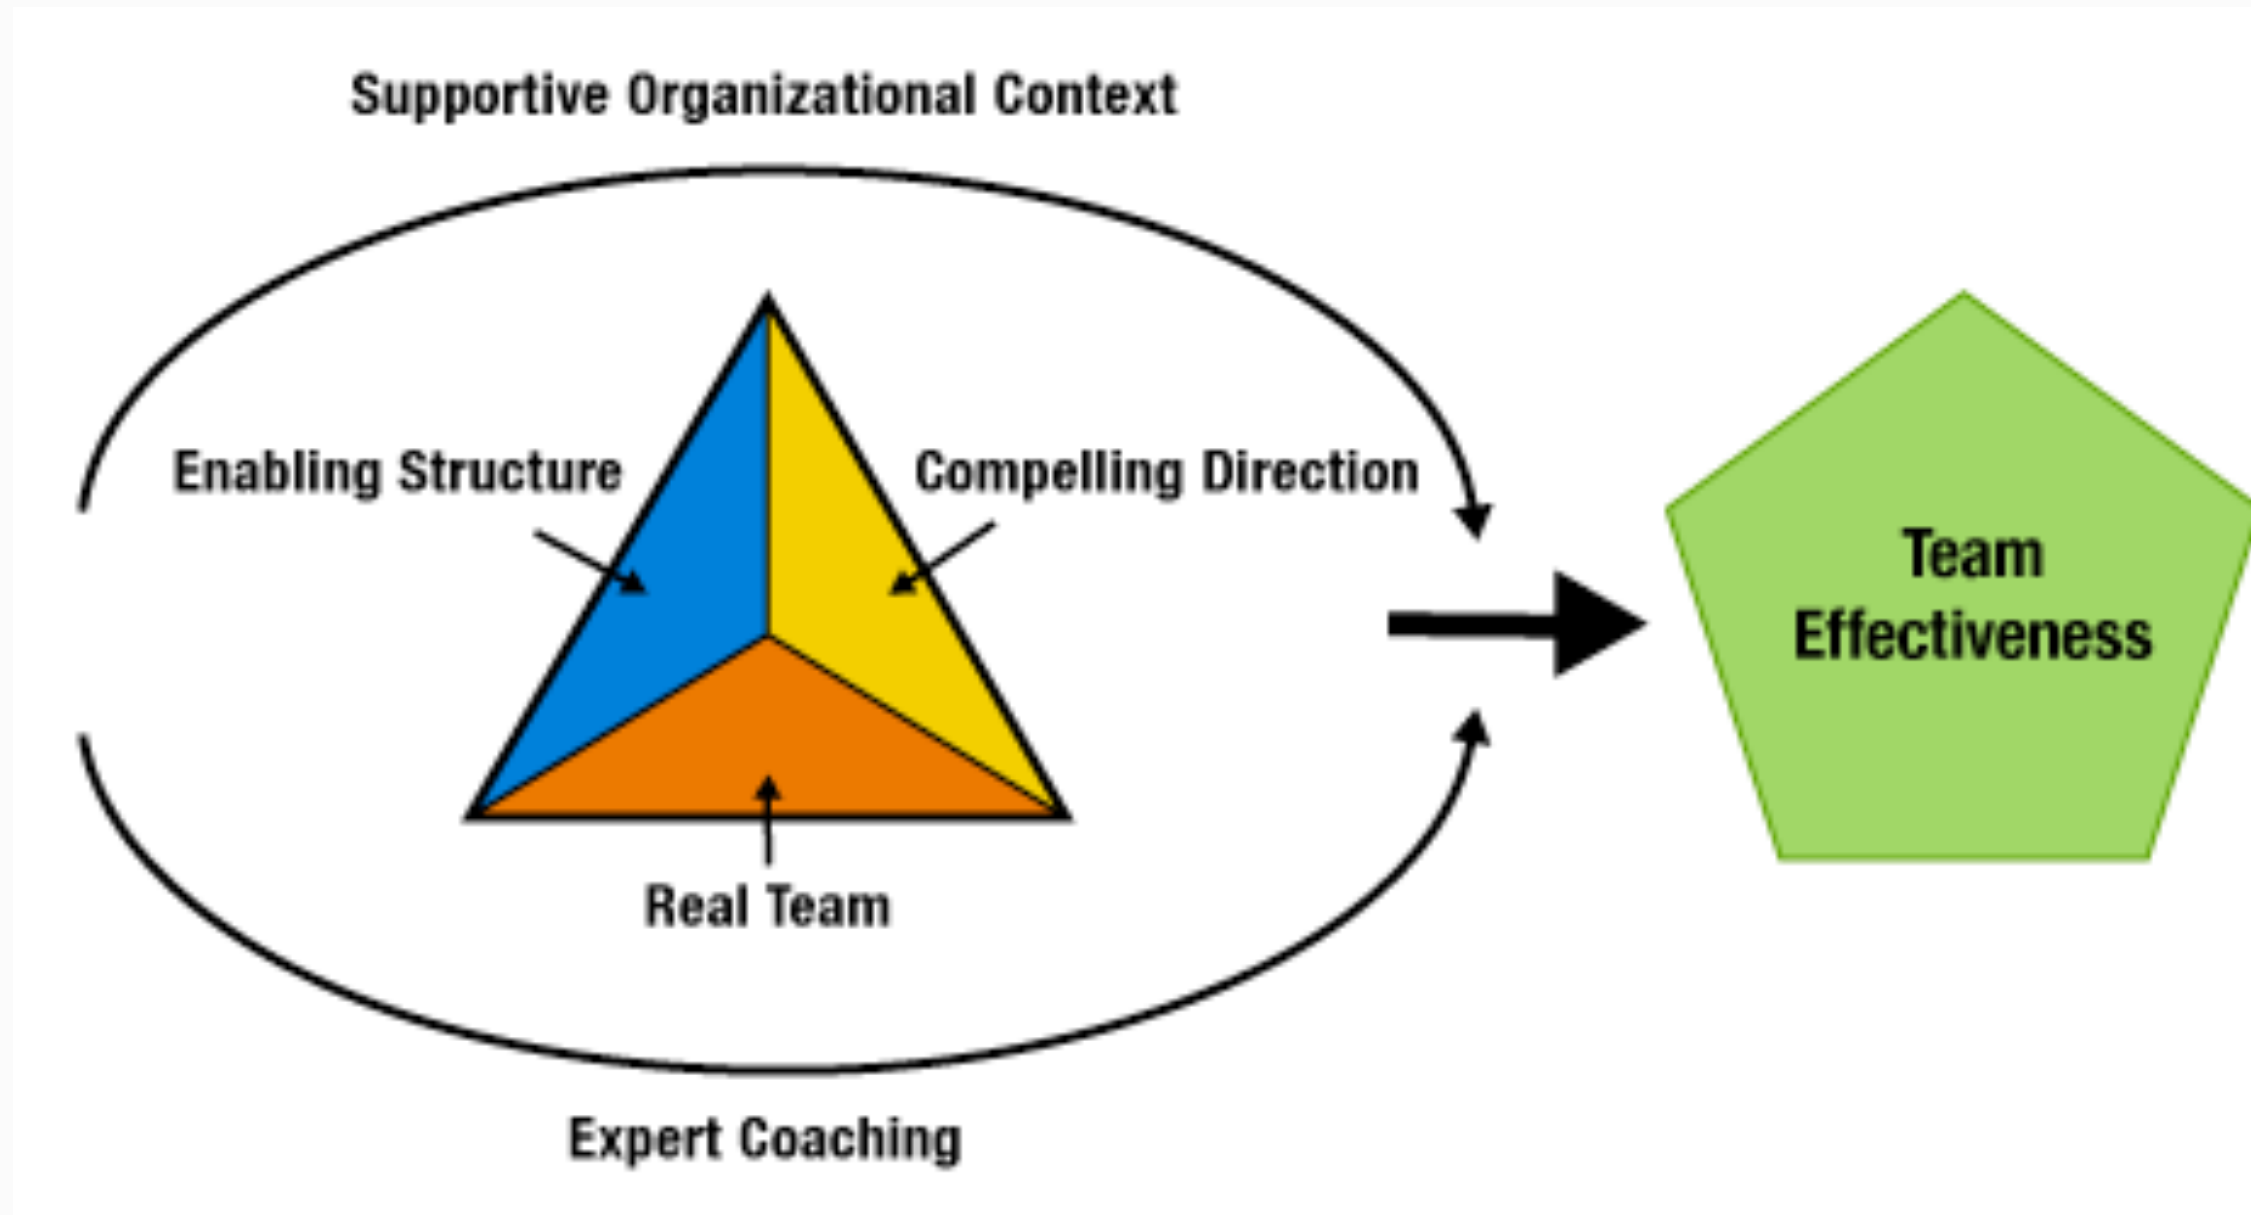 Supportive Organizational Context
Enabling Structure
Compelling Direction
Team
Effectiveness
Real Team
Expert Coaching